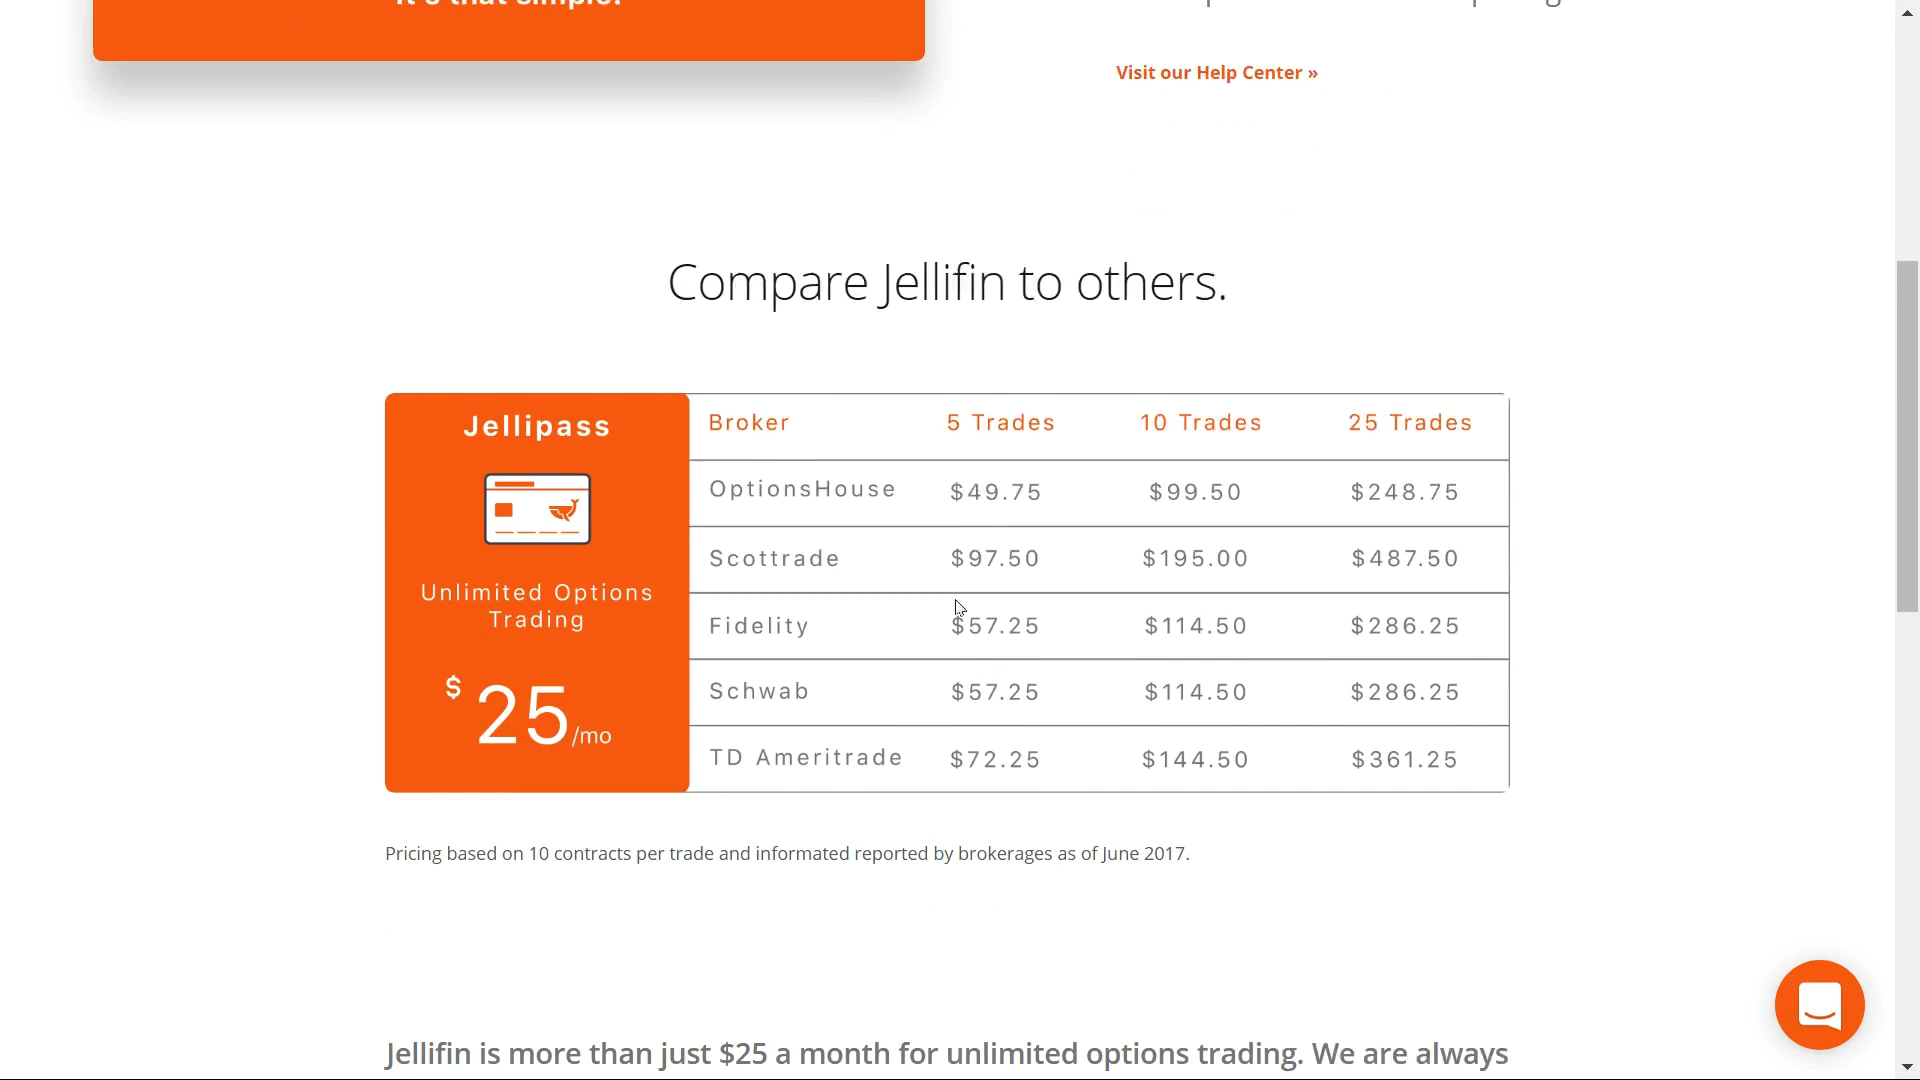 It's that simple.
Visit our Help Center »
Compare Jellifin to others.
Jellipass
Unlimited Options
Trading
$25/mo
Broker 5 Trades 10 Trades 25 Trades
OptionsHouse $49.75 $99.50 $248.75
Scottrade $97.50 $195.00 $487.50
Fidelity $57.25 $114.50 $286.25
Schwab $57.25 $114.50 $286.25
TD Ameritrade $72.25 $144.50 $361.25
Pricing based on 10 contracts per trade and informated reported by brokerages as of June 2017.
Jellifin is more than just $25 a month for unlimited options trading. We are always